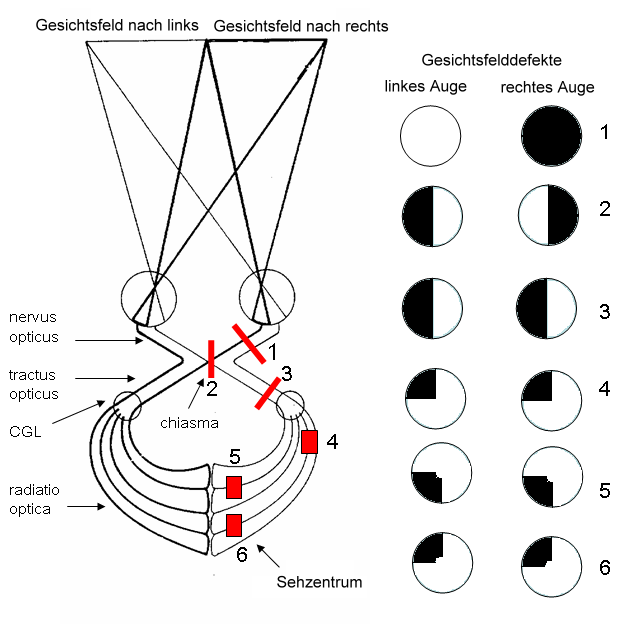 Gesichtsfeld nach links
Gesichtsfeld nach rechts
Gesichtsfelddefekte
linkes Auge
rechtes Auge
1
2
3
4
5
6
nervus
opticus
tractus
opticus
CGL
radiatio
optica
chiasma
1
2
3
4
5
6
Sehzentrum